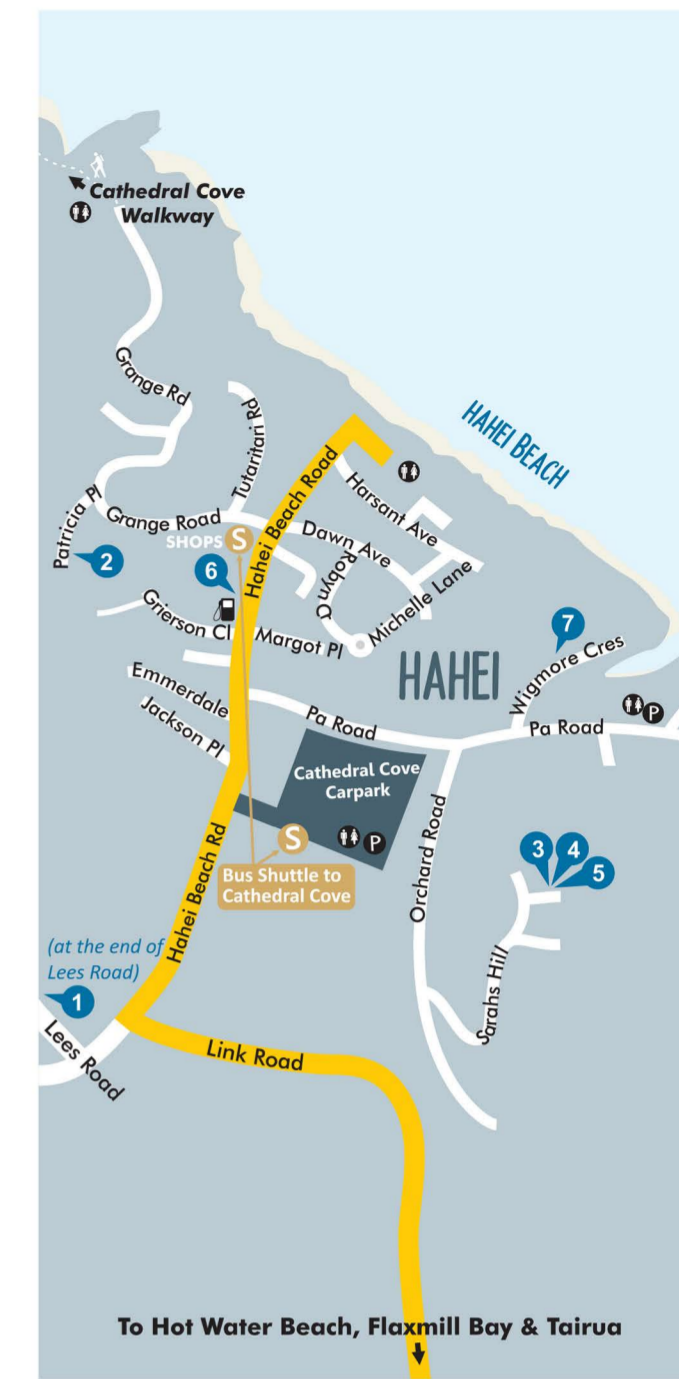 Cathedral Cove
Walkway
Grange Rd
Tutaritari Rd
HAHEI BEACH
Hahei Beach Road
Harsant Ave
Patricia Pl
Grange Road
SHOPS
S
Dawn Ave
2
6
Robyn Cr
Michelle Lane
Grierson Cl
Margot Pl
7
HAHEI
Wigmore Cres
Emmerdale
Jackson Pl
Pa Road
Pa Road
P
Cathedral Cove
Carpark
S
P
Orchard Road
3
4
5
Bus Shuttle to
Cathedral Cove
Hahei Beach Rd
(at the end of
Lees Road)
1
Sarahs Hill
Lees Road
Link Road
To Hot Water Beach, Flaxmill Bay & Tairua